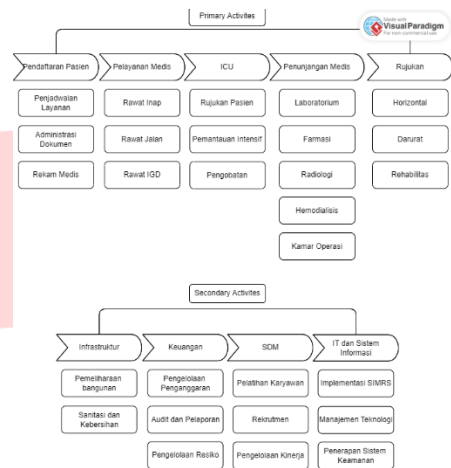 Primary Activites
Made with
Visual Paradigm
For non-commercial use
Pendaftaran Pasien
Pelayanan Medis
ICU
Penunjangan Medis
Rujukan
Penjadwalan
Layanan
Rawat Inap
Rujukan Pasien
Laboratorium
Horizontal
Administrasi
Dokumen
Rawat Jalan
Pemantauan Intensif
Farmasi
Darurat
Rekam Medis
Rawat IGD
Pengobatan
Radiologi
Rehabilitas
Hemodialisis
Kamar Operasi
Secondary Activites
Infrastruktur
Keuangan
SDM
IT dan Sistem
Informasi
Pemeliharaan
bangunan
Pengelolaan
Penganggaran
Pelatihan Karyawan
Implementasi SIMRS
Sanitasi dan
Kebersihan
Audit dan Pelaporan
Rekrutmen
Manajemen Teknologi
Pengelolaan Resiko
Pengelolaan Kinerja
Penerapan Sistem
Keamanan